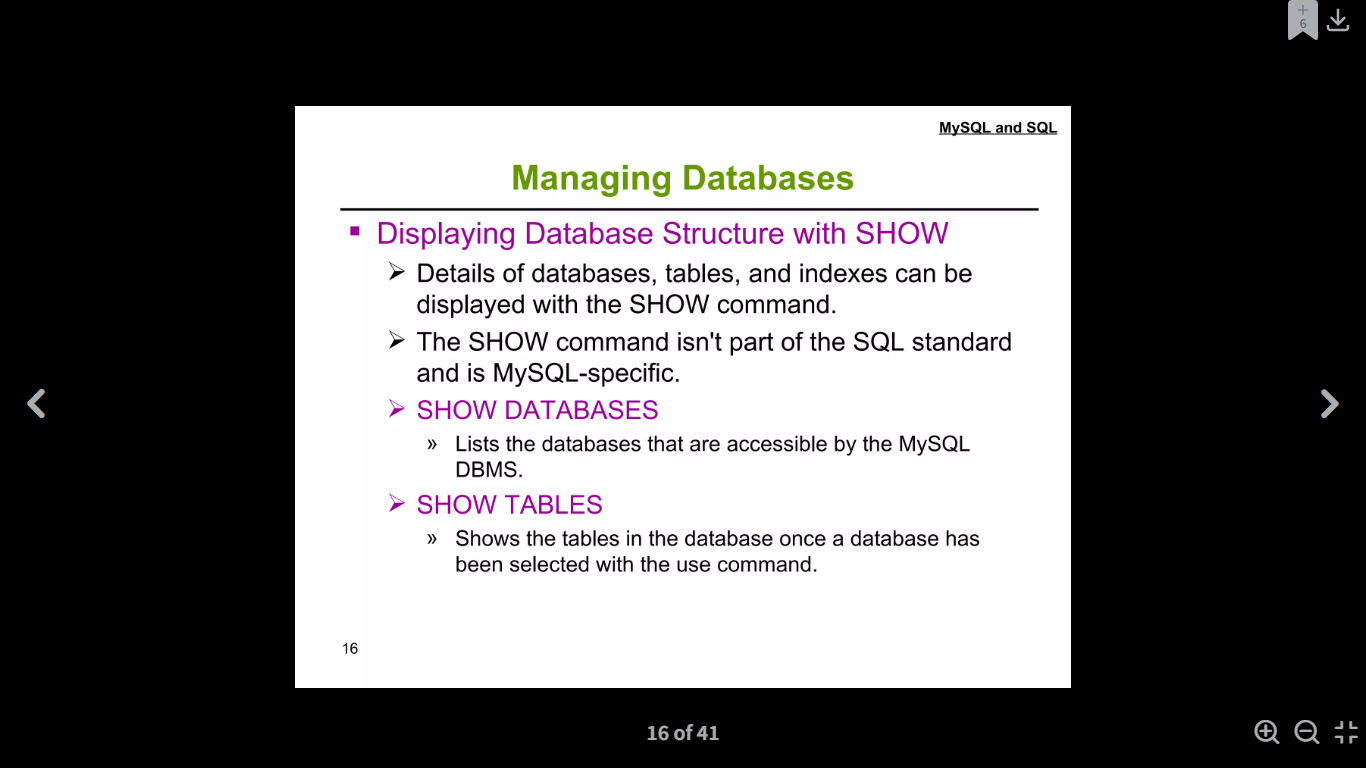 +
6
MySQL and SQL
Managing Databases
▪ Displaying Database Structure with SHOW
➢ Details of databases, tables, and indexes can be
displayed with the SHOW command.
➢ The SHOW command isn't part of the SQL standard
and is MySQL-specific.
➢ SHOW DATABASES
» Lists the databases that are accessible by the MySQL
DBMS.
➢ SHOW TABLES
» Shows the tables in the database once a database has
been selected with the use command.
16
16 of 41